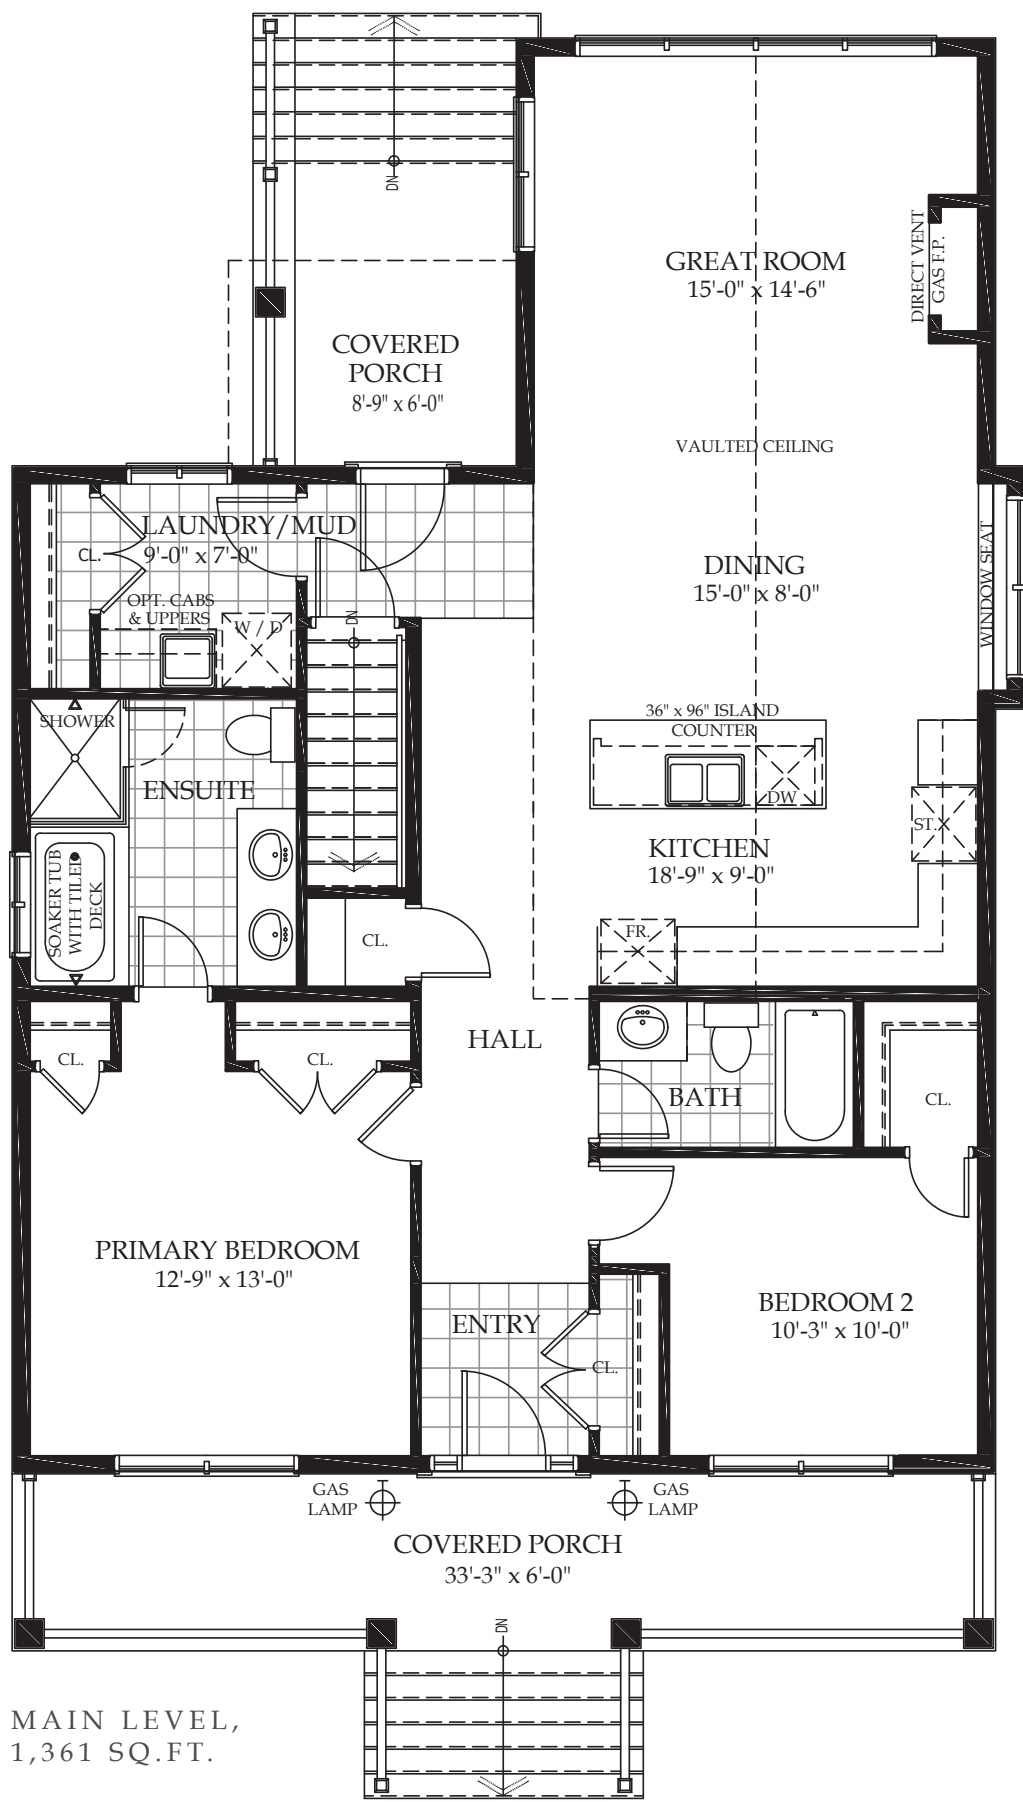 DN
GREAT ROOM
15'-0" x 14'-6"
DIRECT VENT
GAS F.P.
COVERED
PORCH
8'-9" x 6'-0"
VAULTED CEILING
LAUNDRY/MUD
9'-0" x 7'-0"
CL.
OPT. CABS
& UPPERS
W / D
DN
DINING
15'-0" x 8'-0"
WINDOW SEAT
SHOWER
ENSUITE
SOAKER TUB
WITH TILED
DECK
36" x 96" ISLAND
COUNTER
DW
ST.
KITCHEN
18'-9" x 9'-0"
FR.
CL.
HALL
CL.
CL.
BATH
CL.
PRIMARY BEDROOM
12'-9" x 13'-0"
BEDROOM 2
10'-3" x 10'-0"
ENTRY
CL.
GAS
LAMP
GAS
LAMP
COVERED PORCH
33'-3" x 6'-0"
DN
MAIN LEVEL,
1,361 SQ.FT.